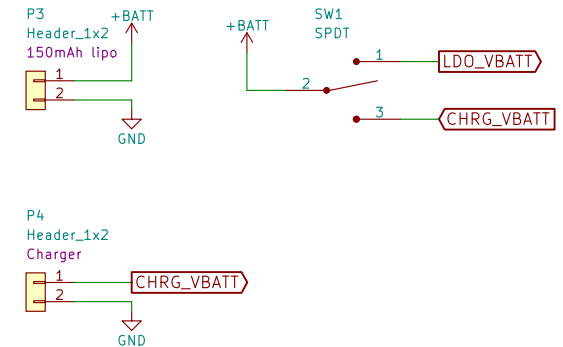 P3
Header_1x2
150mAh lipo
1
2
+BATT
GND
+BATT
SW1
SPDT
2
1
3
LDO_VBATT
CHRG_VBATT
P4
Header_1x2
Charger
1
2
CHRG_VBATT
GND